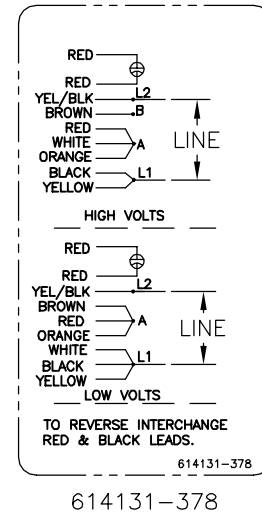 RED
RED
YEL/BLK L2
BROWN B
RED
WHITE A
ORANGE
BLACK L1
YELLOW
LINE
HIGH VOLTS
RED
RED
YEL/BLK L2
BROWN
RED A
ORANGE
WHITE
BLACK L1
YELLOW
LINE
LOW VOLTS
TO REVERSE INTERCHANGE
RED & BLACK LEADS.
614131-378
614131-378